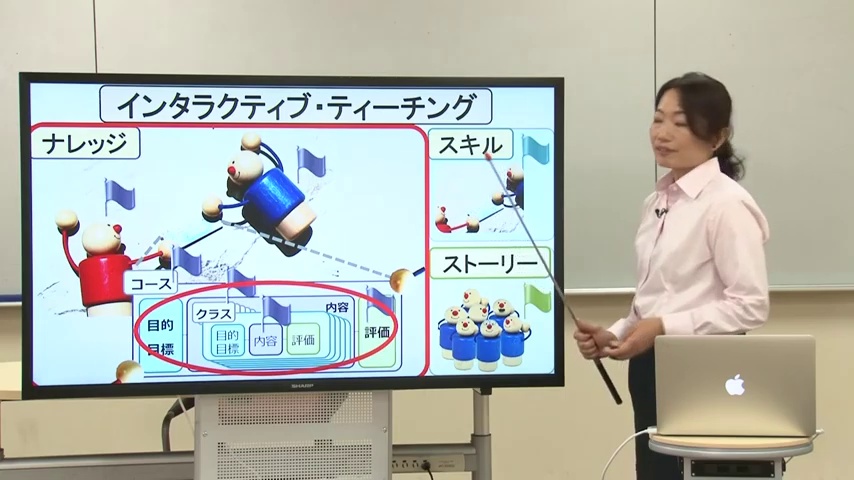 インタラクティブ・ティーチング
ナレッジ
スキル
ストーリー
コース
目的
目標
クラス
内容
目的
目標
内容
評価
評価
SHARP